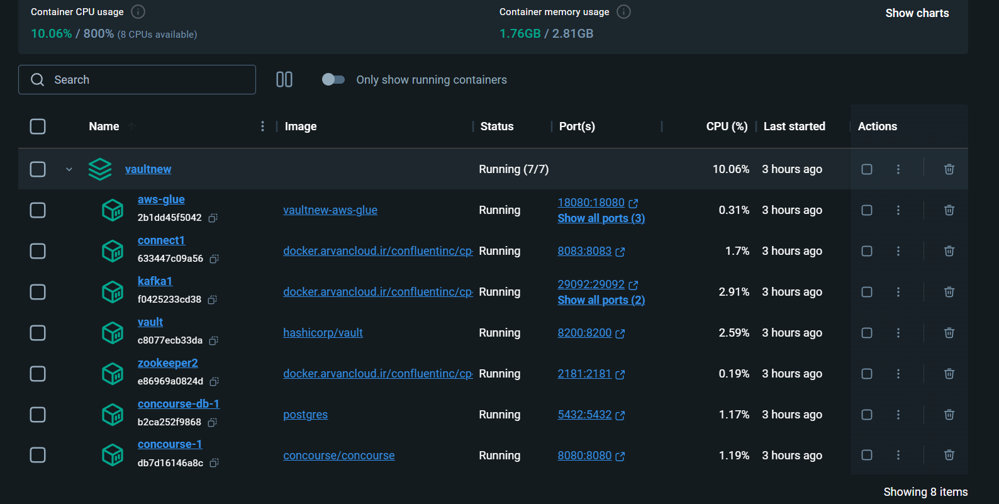 Container CPU usage
10.06% / 800% (8 CPUs available)
Container memory usage
1.76GB / 2.81GB
Show charts
Search
Only show running containers
Name Image Status Port(s) CPU (%) Last started Actions
vaultnew Running (7/7) 10.06% 3 hours ago
aws-glue
2b1dd45f5042
vaultnew-aws-glue Running
18080:18080
Show all ports (3)
0.31% 3 hours ago
connect1
633447c09a56
docker.arvancloud.ir/confluentinc/cp- Running 8083:8083 1.7% 3 hours ago
kafka1
f0425233cd38
docker.arvancloud.ir/confluentinc/cp- Running
29092:29092
Show all ports (2)
2.91% 3 hours ago
vault
c8077ecb33da
hashicorp/vault Running 8200:8200 2.59% 3 hours ago
zookeeper2
e86969a0824d
docker.arvancloud.ir/confluentinc/cp- Running 2181:2181 0.19% 3 hours ago
concourse-db-1
b2ca252f9868
postgres Running 5432:5432 1.17% 3 hours ago
concourse-1
db7d16146a8c
concourse/concourse Running 8080:8080 1.19% 3 hours ago
Showing 8 items